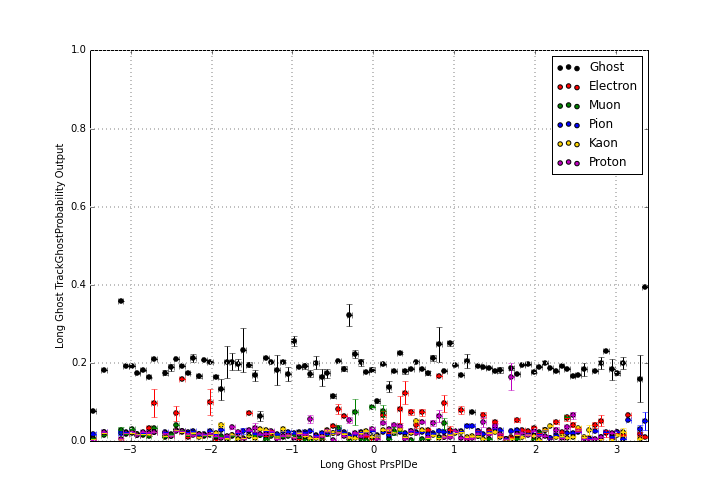 1.0
0.8
0.6
0.4
0.2
0.0
Long Ghost TrackGhostProbability Output
Ghost
Electron
Muon
Pion
Kaon
Proton
−3 −2 −1 0 1 2 3
Long Ghost PrsPIDe